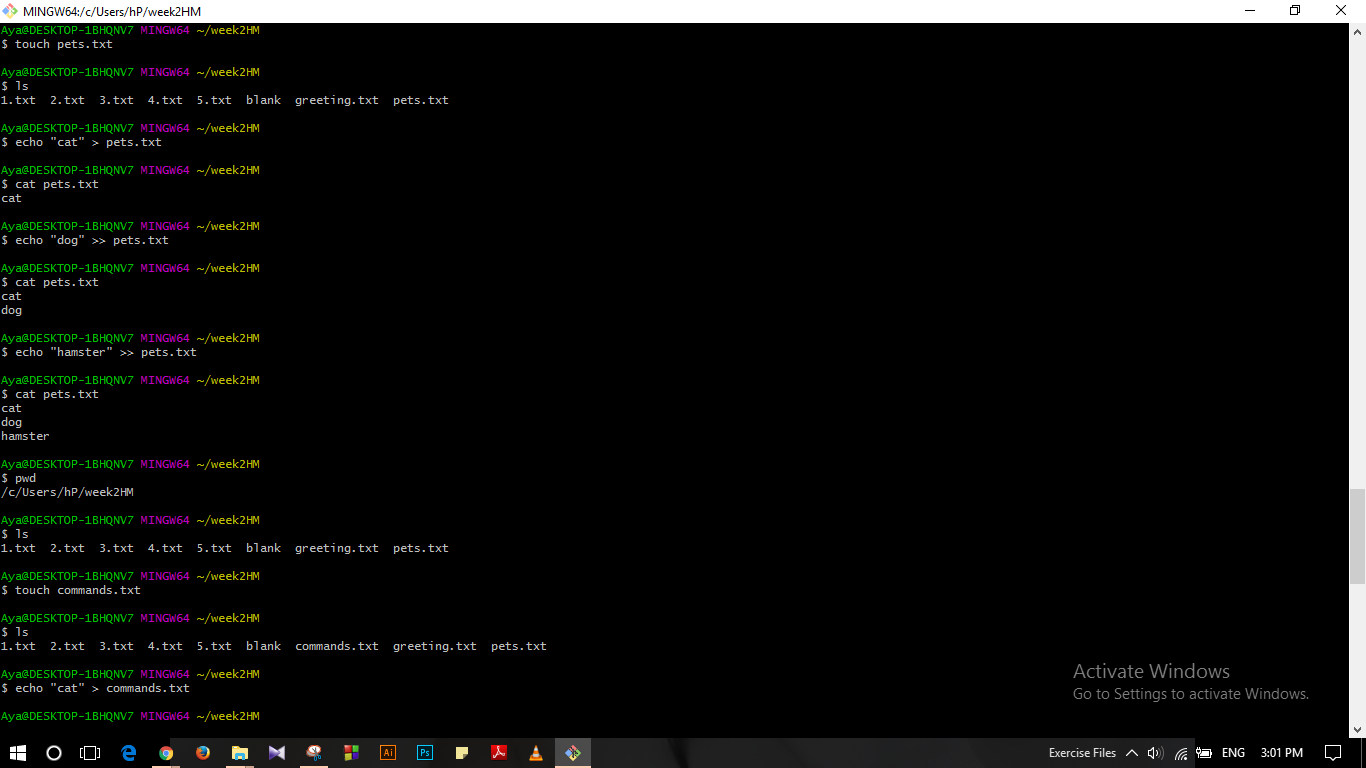 MINGW64:/c/Users/hP/week2HM
Aya@DESKTOP-1BHQNV7 MINGW64 ~/week2HM
$ touch pets.txt
Aya@DESKTOP-1BHQNV7 MINGW64 ~/week2HM
$ ls
1.txt  2.txt  3.txt  4.txt  5.txt  blank  greeting.txt  pets.txt
Aya@DESKTOP-1BHQNV7 MINGW64 ~/week2HM
$ echo "cat" > pets.txt
Aya@DESKTOP-1BHQNV7 MINGW64 ~/week2HM
$ cat pets.txt
cat
Aya@DESKTOP-1BHQNV7 MINGW64 ~/week2HM
$ echo "dog" >> pets.txt
Aya@DESKTOP-1BHQNV7 MINGW64 ~/week2HM
$ cat pets.txt
cat
dog
Aya@DESKTOP-1BHQNV7 MINGW64 ~/week2HM
$ echo "hamster" >> pets.txt
Aya@DESKTOP-1BHQNV7 MINGW64 ~/week2HM
$ cat pets.txt
cat
dog
hamster
Aya@DESKTOP-1BHQNV7 MINGW64 ~/week2HM
$ pwd
/c/Users/hP/week2HM
Aya@DESKTOP-1BHQNV7 MINGW64 ~/week2HM
$ ls
1.txt  2.txt  3.txt  4.txt  5.txt  blank  greeting.txt  pets.txt
Aya@DESKTOP-1BHQNV7 MINGW64 ~/week2HM
$ touch commands.txt
Aya@DESKTOP-1BHQNV7 MINGW64 ~/week2HM
$ ls
1.txt  2.txt  3.txt  4.txt  5.txt  blank  commands.txt  greeting.txt  pets.txt
Aya@DESKTOP-1BHQNV7 MINGW64 ~/week2HM
$ echo "cat" > commands.txt
Aya@DESKTOP-1BHQNV7 MINGW64 ~/week2HM
Activate Windows
Go to Settings to activate Windows.
Ai Ps Exercise Files ENG 3:01 PM